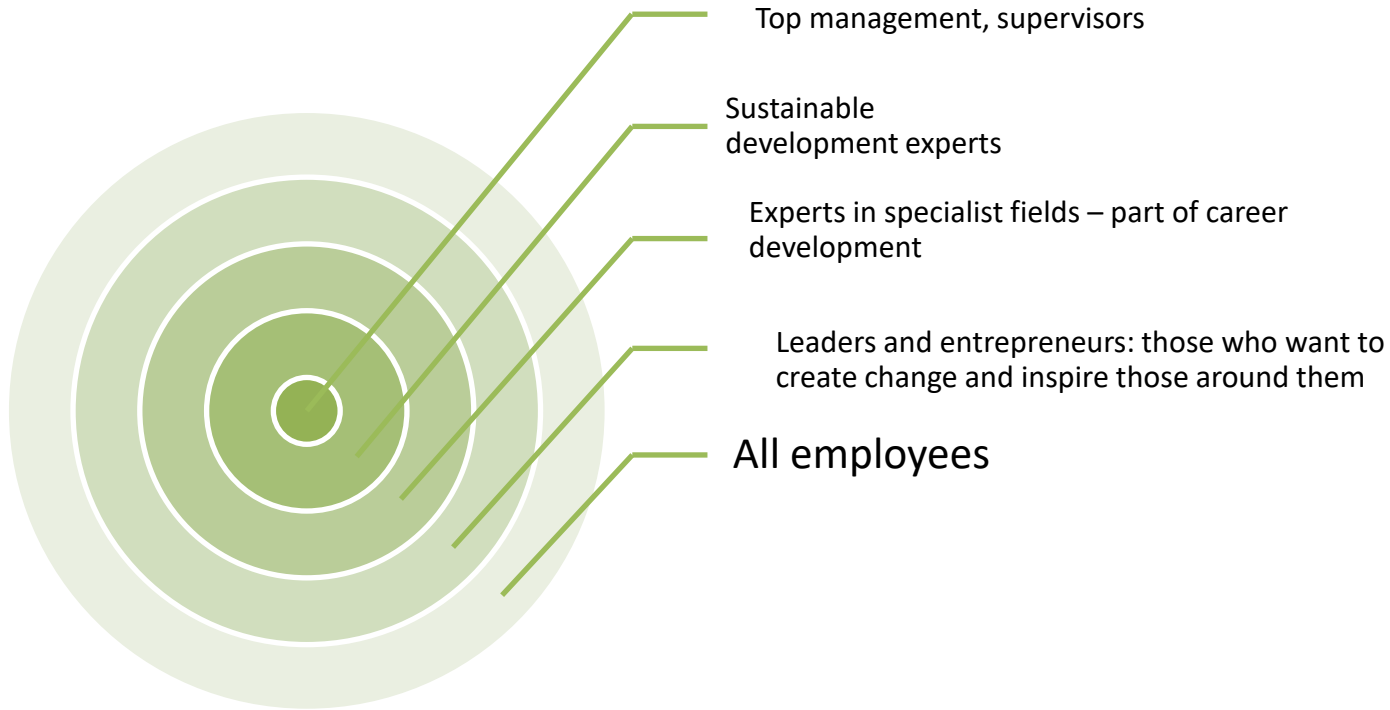 Top management, supervisors
Sustainable
development experts
Experts in specialist fields – part of career
development
Leaders and entrepreneurs: those who want to
create change and inspire those around them
All employees